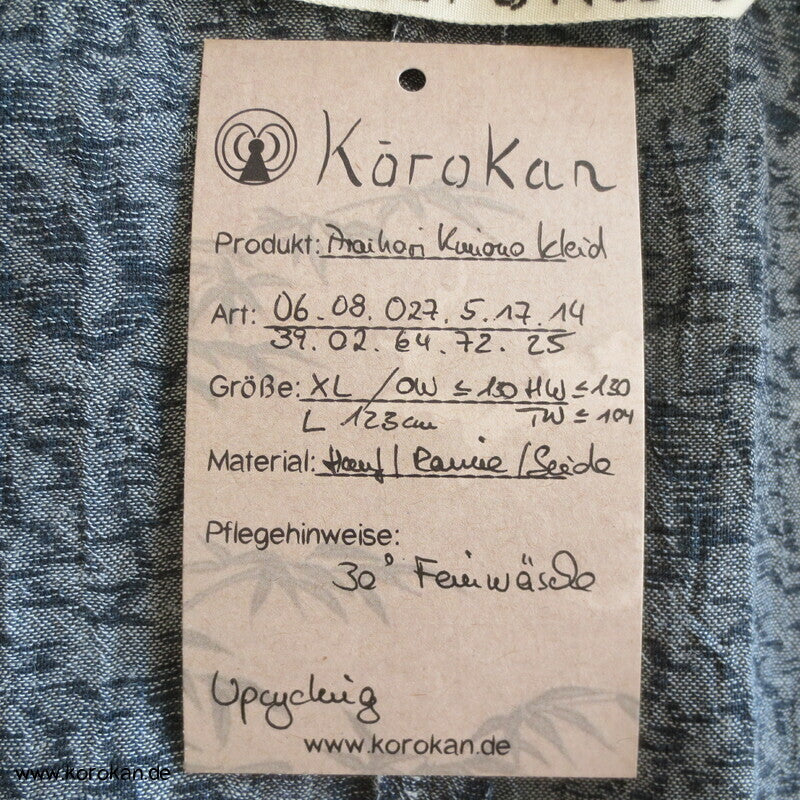 Kōrokan
Produkt: Kimono Kleid
Art: 06.08.027.5.17.14
39.02.64.72.25
Größe: XL / OW ≤ 130 HW ≤ 130
L 123cm TW ≤ 104
Material: Hanf / Ramie / Seide
Pflegehinweise:
30° Feinwäsche
Upcycling
www.korokan.de
www.korokan.de